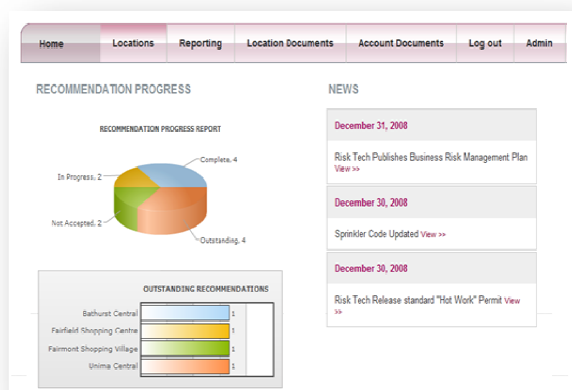 Home Locations Reporting Location Documents Account Documents Log out Admin
RECOMMENDATION PROGRESS
RECOMMENDATION PROGRESS REPORT
Complete, 4
In Progress, 2
Not Accepted, 2
Outstanding, 4
OUTSTANDING RECOMMENDATIONS
Bathurst Central 1
Fairfield Shopping Centre 1
Fairmont Shopping Village 1
Unima Central 1
NEWS
December 31, 2008
Risk Tech Publishes Business Risk Management Plan
View >>
December 30, 2008
Sprinkler Code Updated View >>
December 30, 2008
Risk Tech Release standard "Hot Work" Permit View
>>